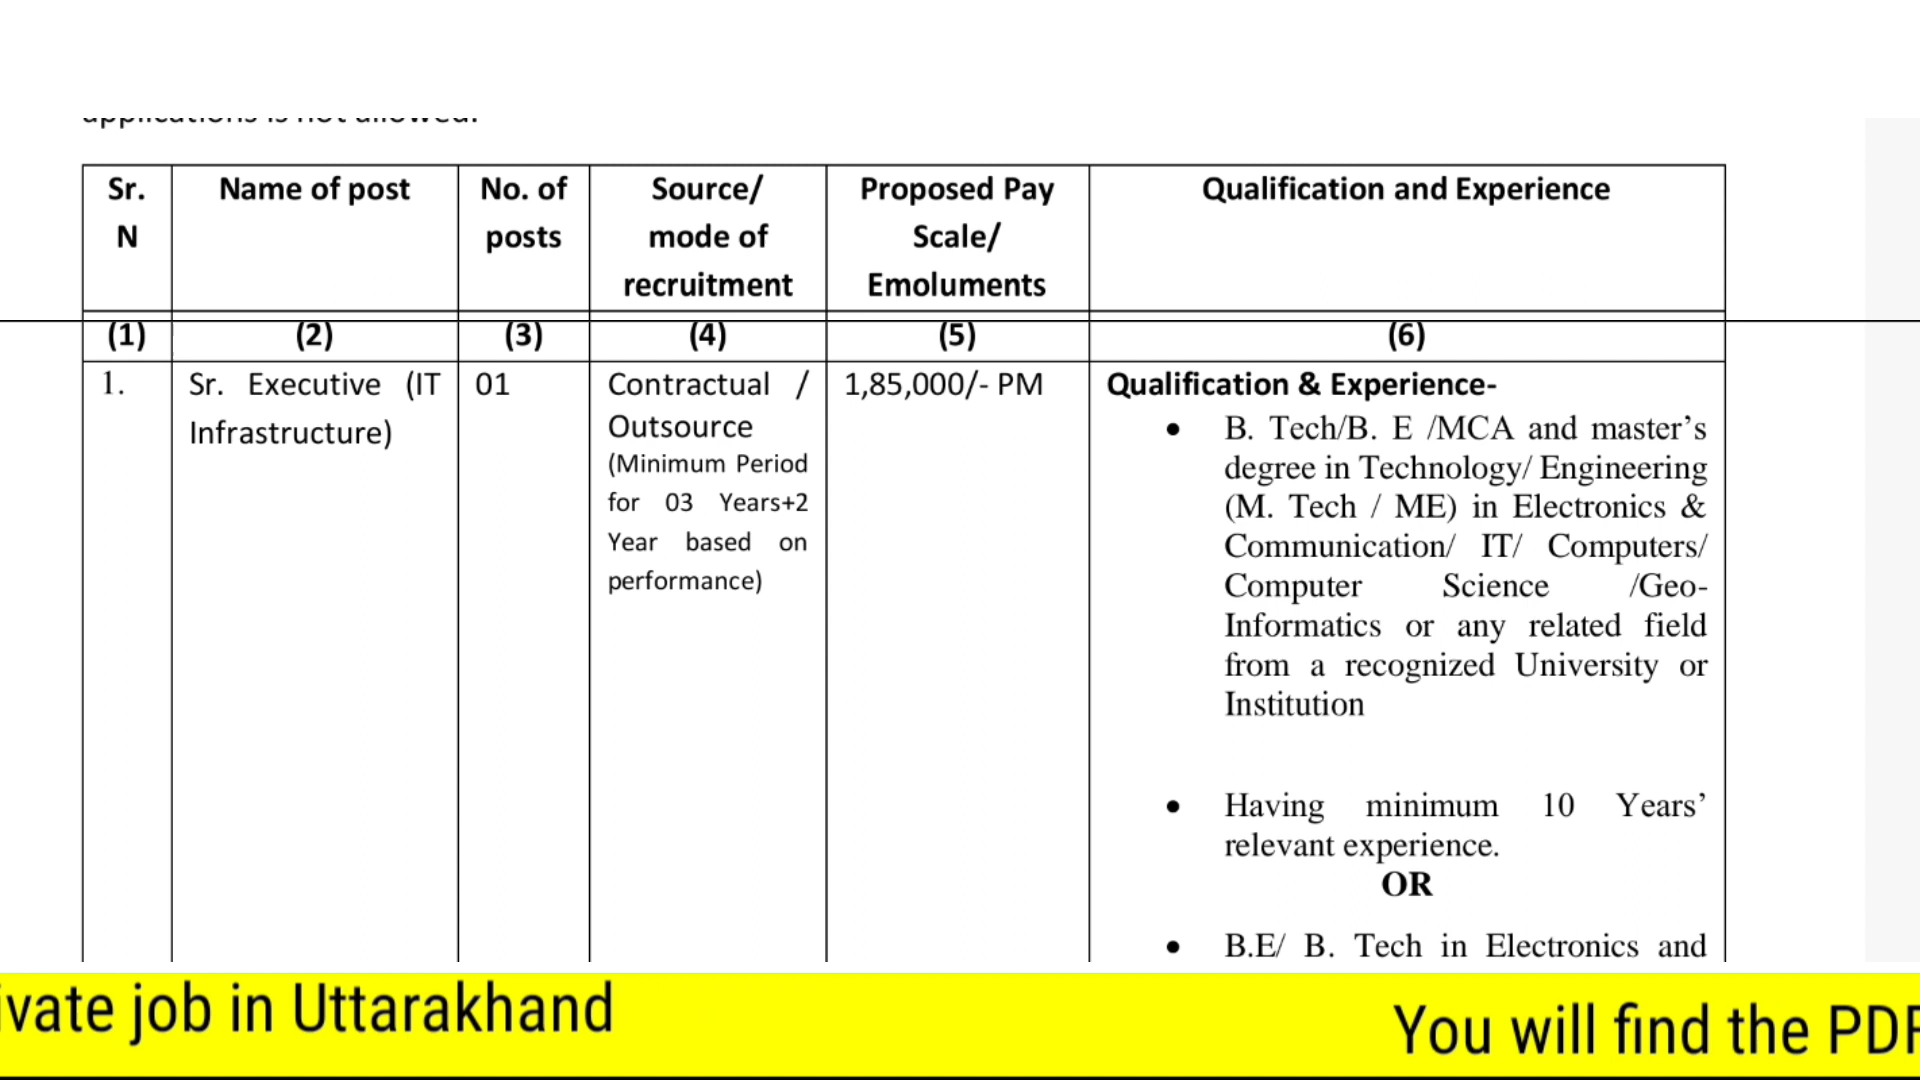 applications is not allowed.
Sr. N
Name of post
No. of posts
Source/ mode of recruitment
Proposed Pay Scale/ Emoluments
Qualification and Experience
(1)
(2)
(3)
(4)
(5)
(6)
1.
Sr. Executive (IT
Infrastructure)
01
Contractual /
Outsource
(Minimum Period
for 03 Years+2
Year based on
performance)
1,85,000/- PM
Qualification & Experience-
• B. Tech/B. E /MCA and master’s
degree in Technology/ Engineering
(M. Tech / ME) in Electronics &
Communication/ IT/ Computers/
Computer Science /Geo-
Informatics or any related field
from a recognized University or
Institution
• Having minimum 10 Years’
relevant experience.
OR
• B.E/ B. Tech in Electronics and
ivate job in Uttarakhand
You will find the PDF